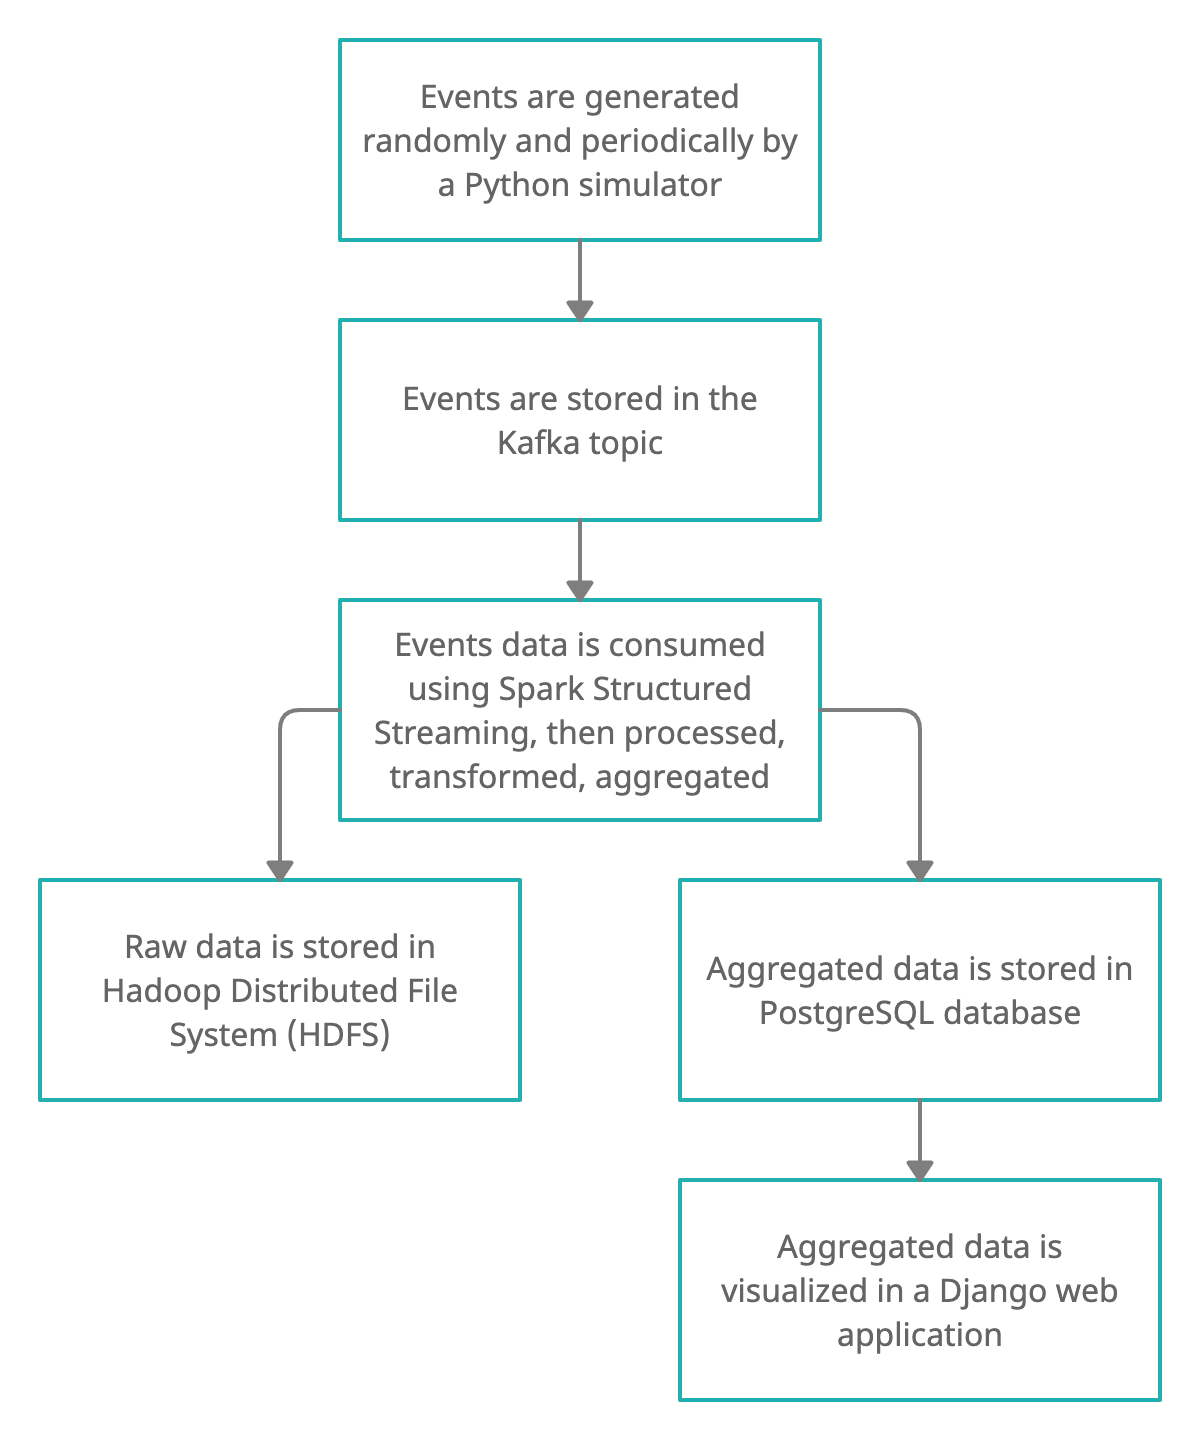 Events are generated
randomly and periodically by
a Python simulator
Events are stored in the
Kafka topic
Events data is consumed
using Spark Structured
Streaming, then processed,
transformed, aggregated
Raw data is stored in
Hadoop Distributed File
System (HDFS)
Aggregated data is stored in
PostgreSQL database
Aggregated data is
visualized in a Django web
application